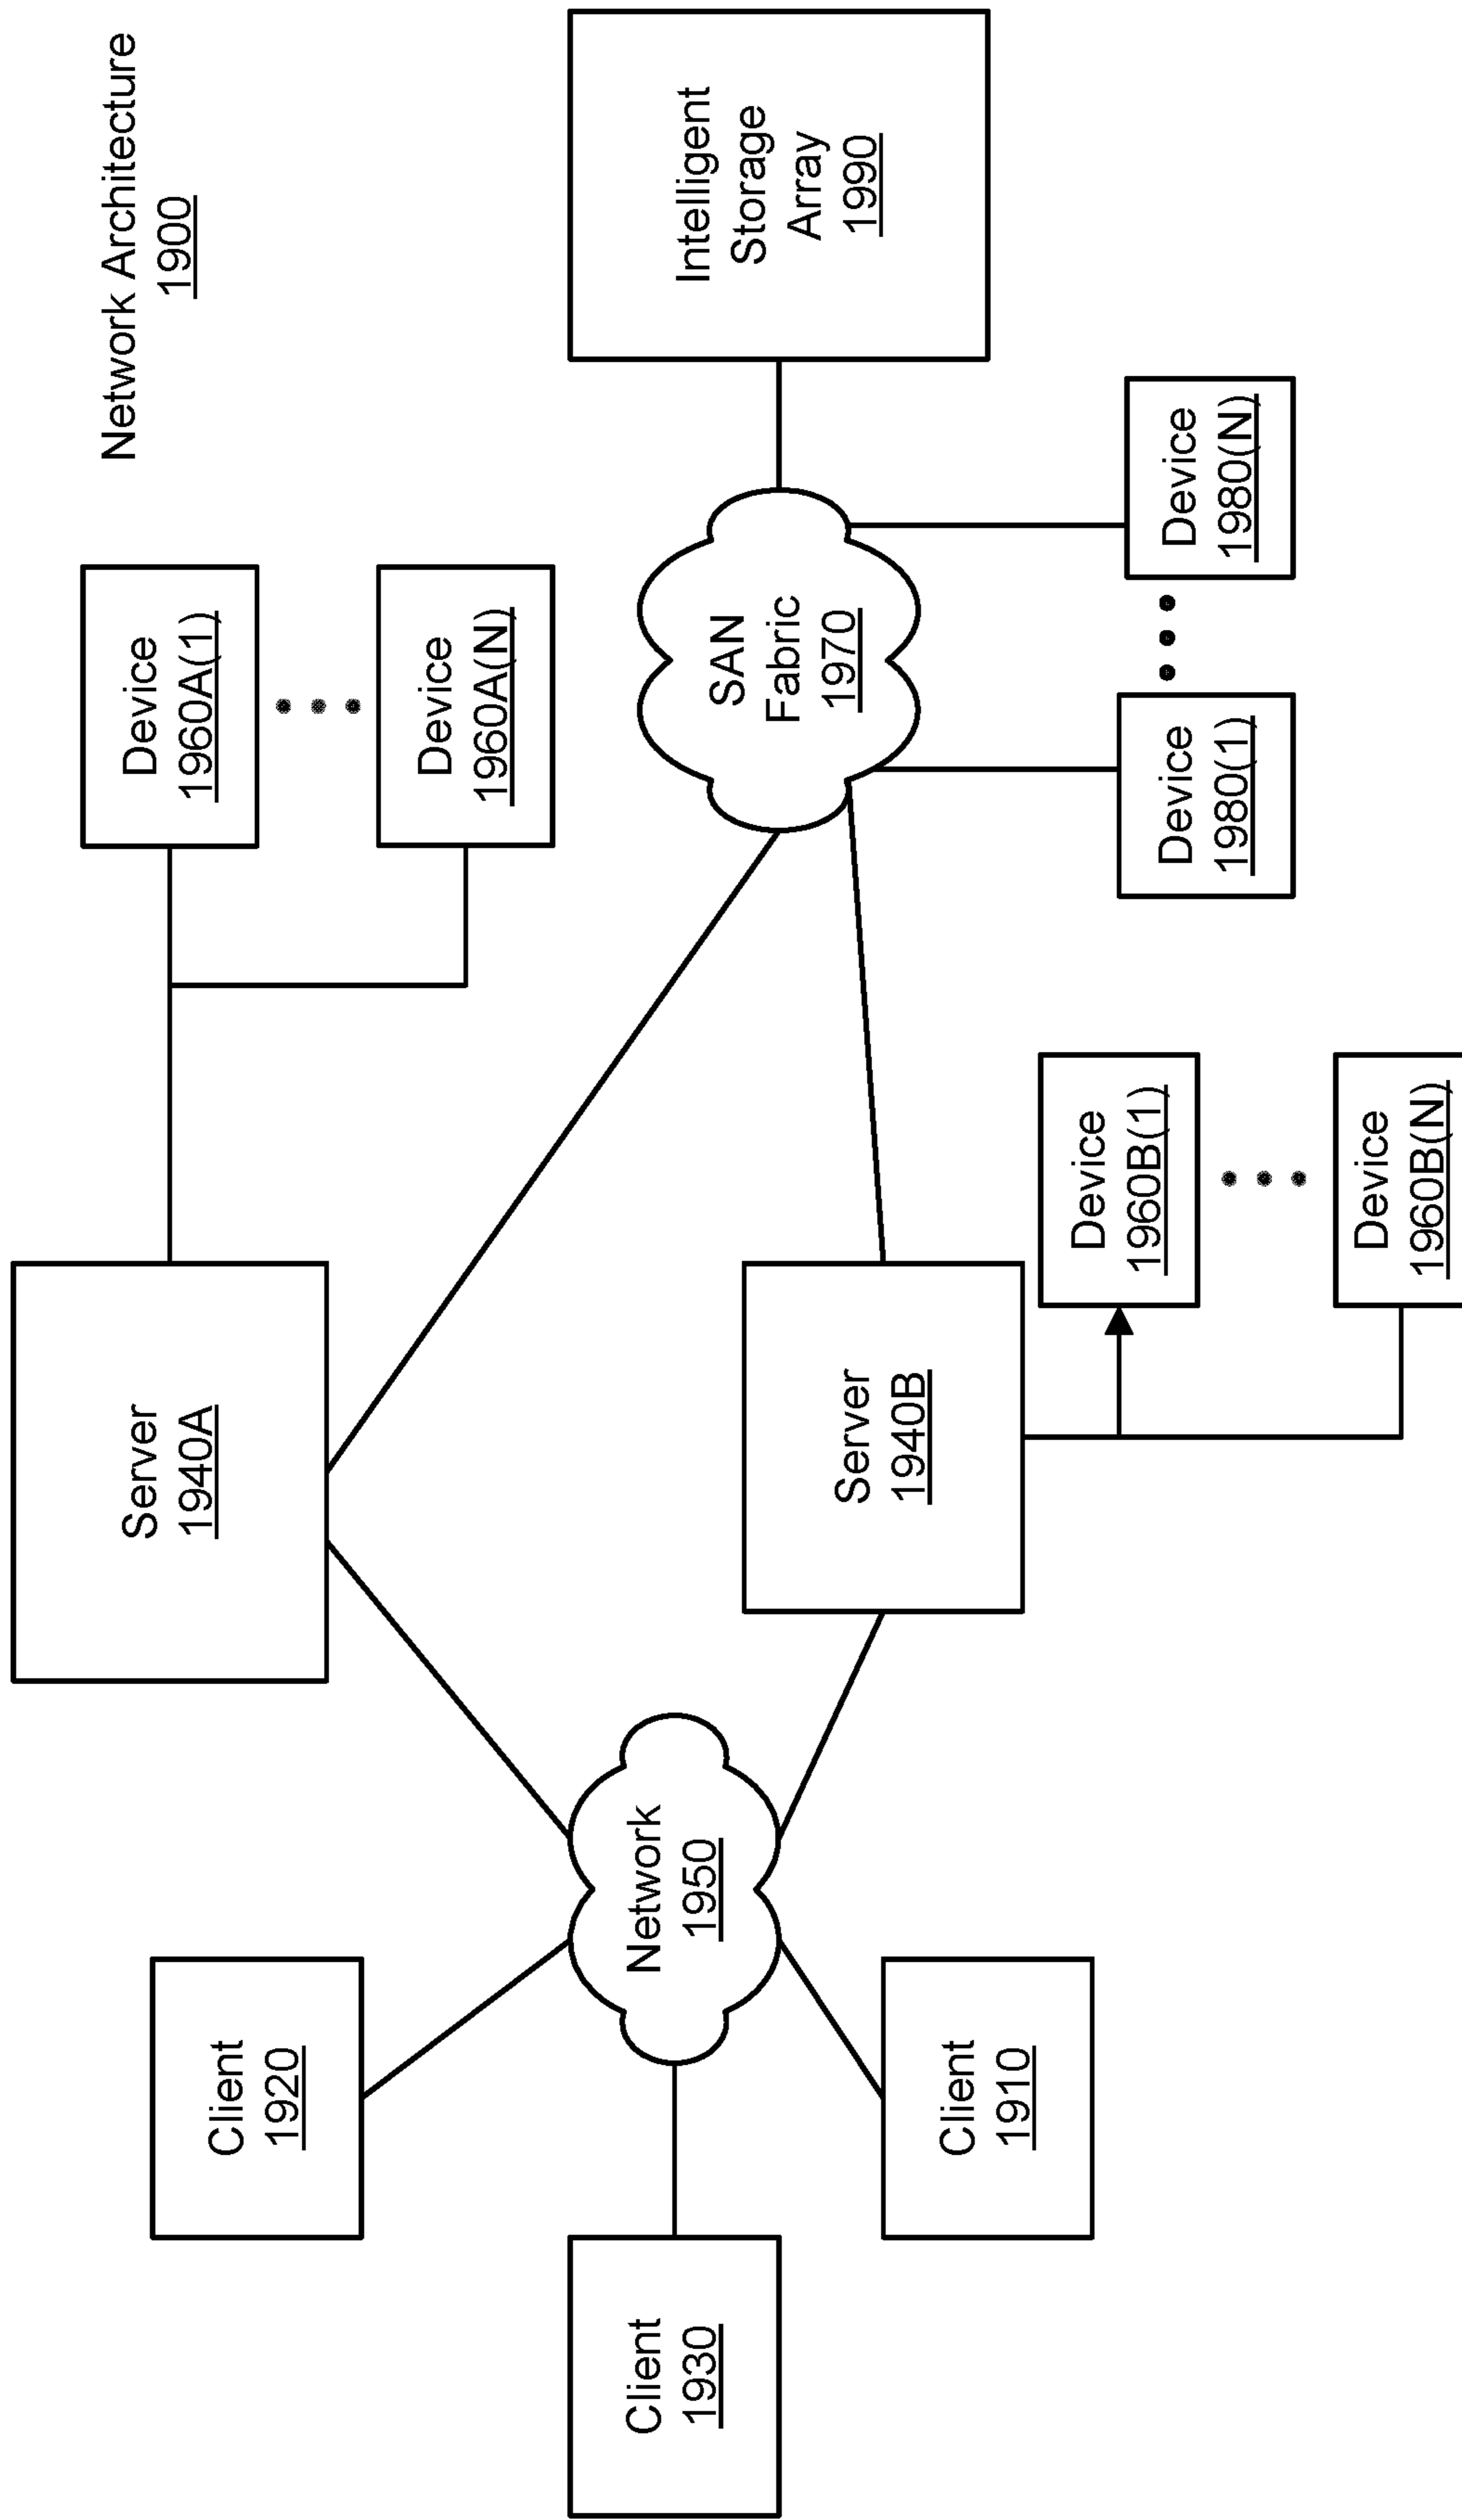 Network Architecture
1900
Device
1960A(1)
Device
1960A(N)
Intelligent
Storage
Array
1990
SAN
Fabric
1970
Device
1980(N)
Device
1980(1)
Server
1940A
Server
1940B
Device
1960B(1)
Device
1960B(N)
Client
1920
Network
1950
Client
1930
Client
1910